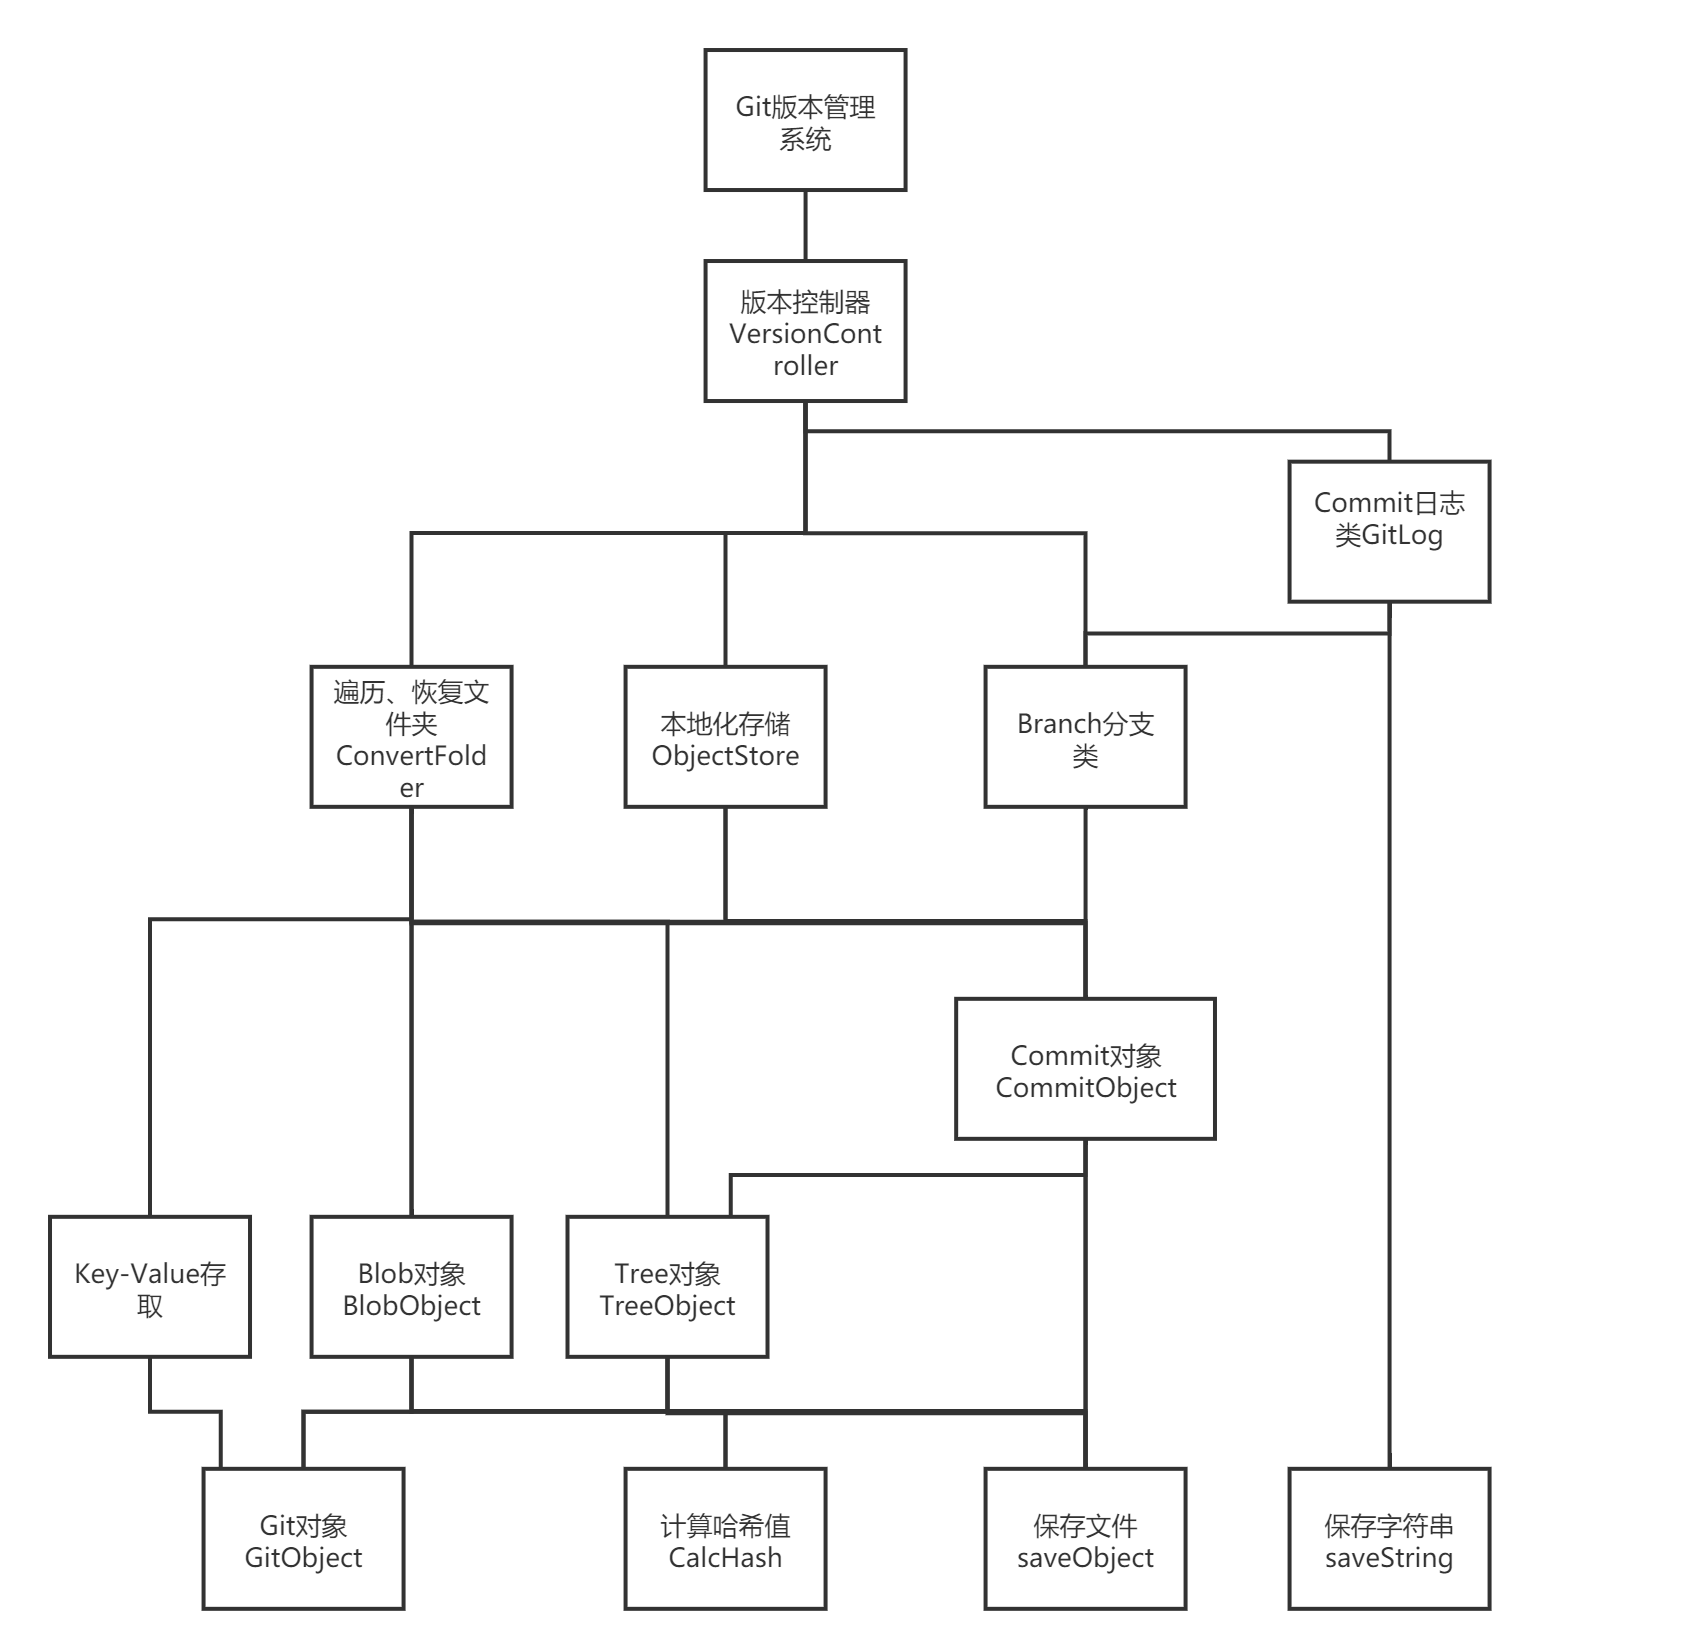 Git版本管理
系统
版本控制器
VersionCont
roller
Commit日志
类GitLog
遍历、恢复文
件夹
ConvertFold
er
本地化存储
ObjectStore
Branch分支
类
Commit对象
CommitObject
Key-Value存
取
Blob对象
BlobObject
Tree对象
TreeObject
Git对象
GitObject
计算哈希值
CalcHash
保存文件
saveObject
保存字符串
saveString